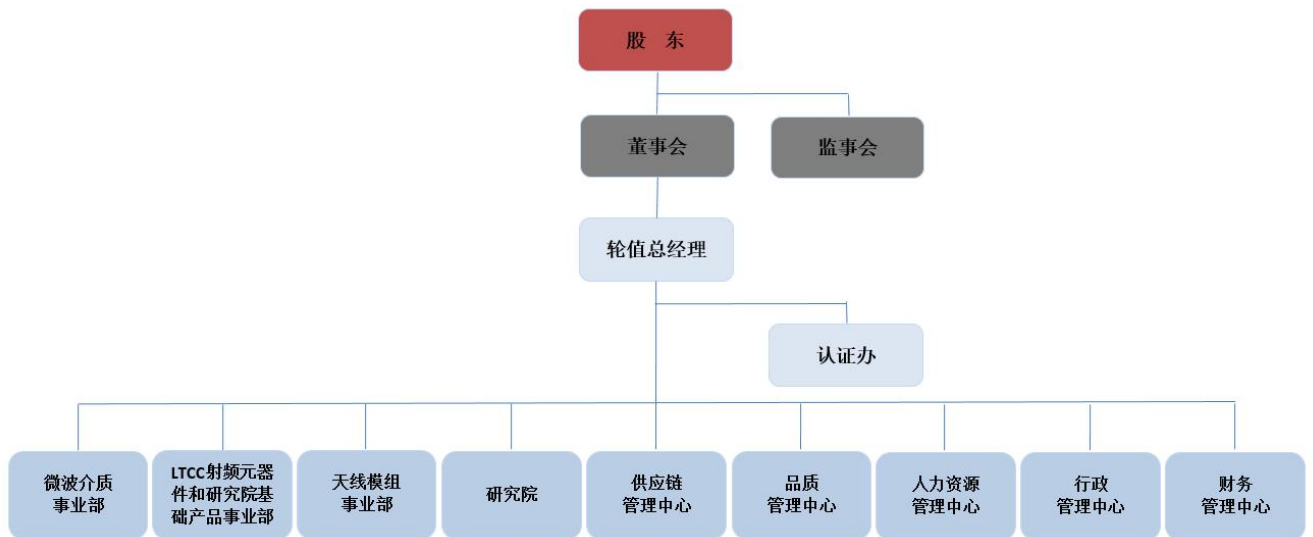 股 东
董事会
监事会
轮值总经理
认证办
微波介质
事业部
LTCC射频元器
件和研究院基
础产品事业部
天线模组
事业部
研究院
供应链
管理中心
品质
管理中心
人力资源
管理中心
行政
管理中心
财务
管理中心